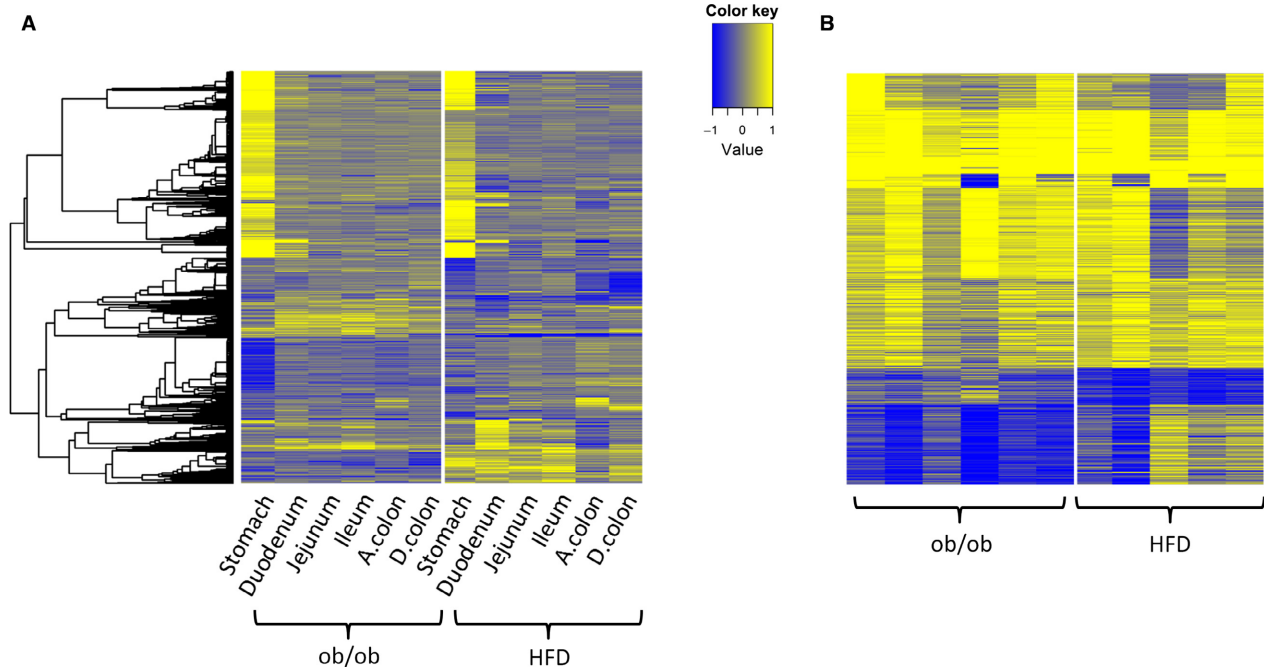 A
Color key
−1 0 1
Value
B
Stomach
Duodenum
Jejunum
Ileum
A.colon
D.colon
Stomach
Duodenum
Jejunum
Ileum
A.colon
D.colon
ob/ob
HFD
ob/ob
HFD